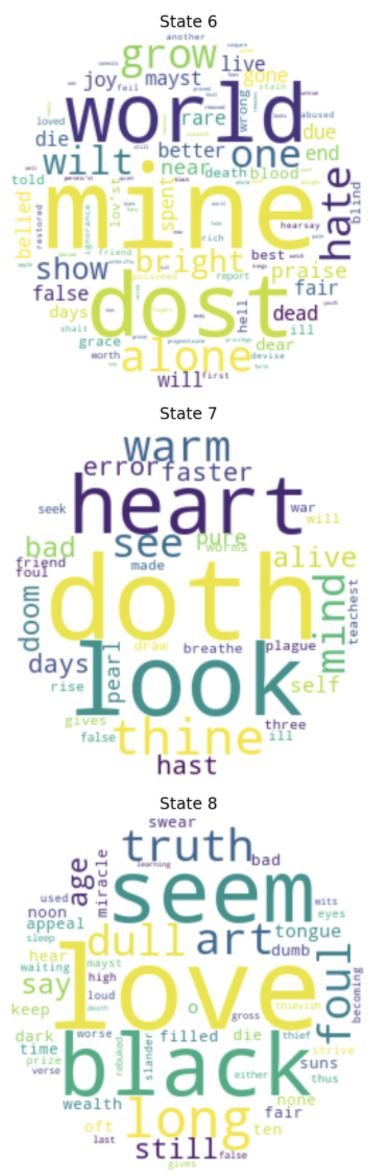 State 6
another
grow
live
gone
joy
mayst
feil
stain
world
wrong
loved
rare
abused
die
better
due
wilt
one
near
end
told
death
blood
blind
mine
hate
belied
restored
ignorance
lov'st
spent
friend
rich
hearsay
show
bright
best
praise
poisoned
report
false
fair
days
dost
hell
dead
shalt
ill
grace
alone
dear
worth
devise
will
first
State 7
warm
error
faster
heart
seek
war
will
see
pure
worms
bad
made
alive
friend
foul
doth
doom
mind
teachest
draw
breathe
plague
days
look
pearl
rise
self
gives
thine
three
false
ill
hast
State 8
swear
truth
bad
learning
age
miracle
seem
used
wits
noon
eyes
appeal
dull
art
tongue
sleep
hear
dumb
waiting
mayst
foul
becoming
say
high
love
loud
keep
death
o
gross
thievish
dark
worse
filled
die
thief
time
black
strive
prize
rebuked
slander
suns
verse
either
thus
wealth
long
none
fair
oft
ten
last
still
false
gives